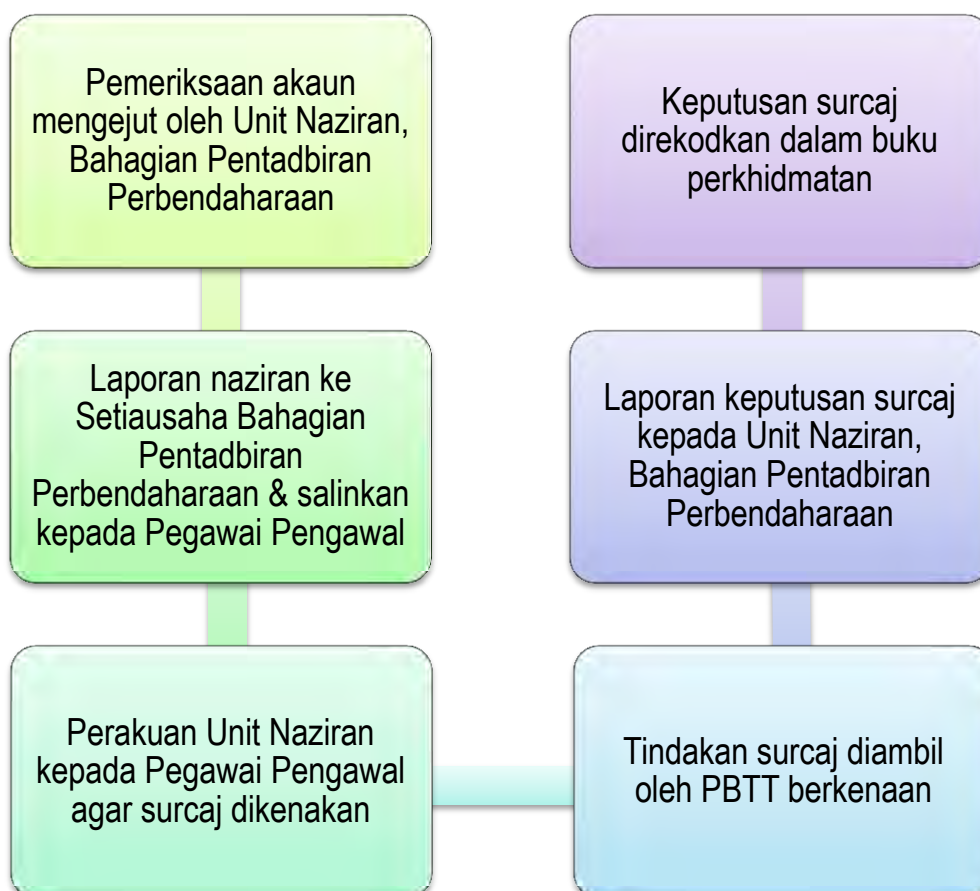 Pemeriksaan akaun
mengejut oleh Unit Naziran,
Bahagian Pentadbiran
Perbendaharaan
Laporan naziran ke
Setiausaha Bahagian
Pentadbiran
Perbendaharaan & salinkan
kepada Pegawai Pengawal
Perakuan Unit Naziran
kepada Pegawai Pengawal
agar surcaj dikenakan
Tindakan surcaj diambil
oleh PBTT berkenaan
Laporan keputusan surcaj
kepada Unit Naziran,
Bahagian Pentadbiran
Perbendaharaan
Keputusan surcaj
direkodkan dalam buku
perkhidmatan